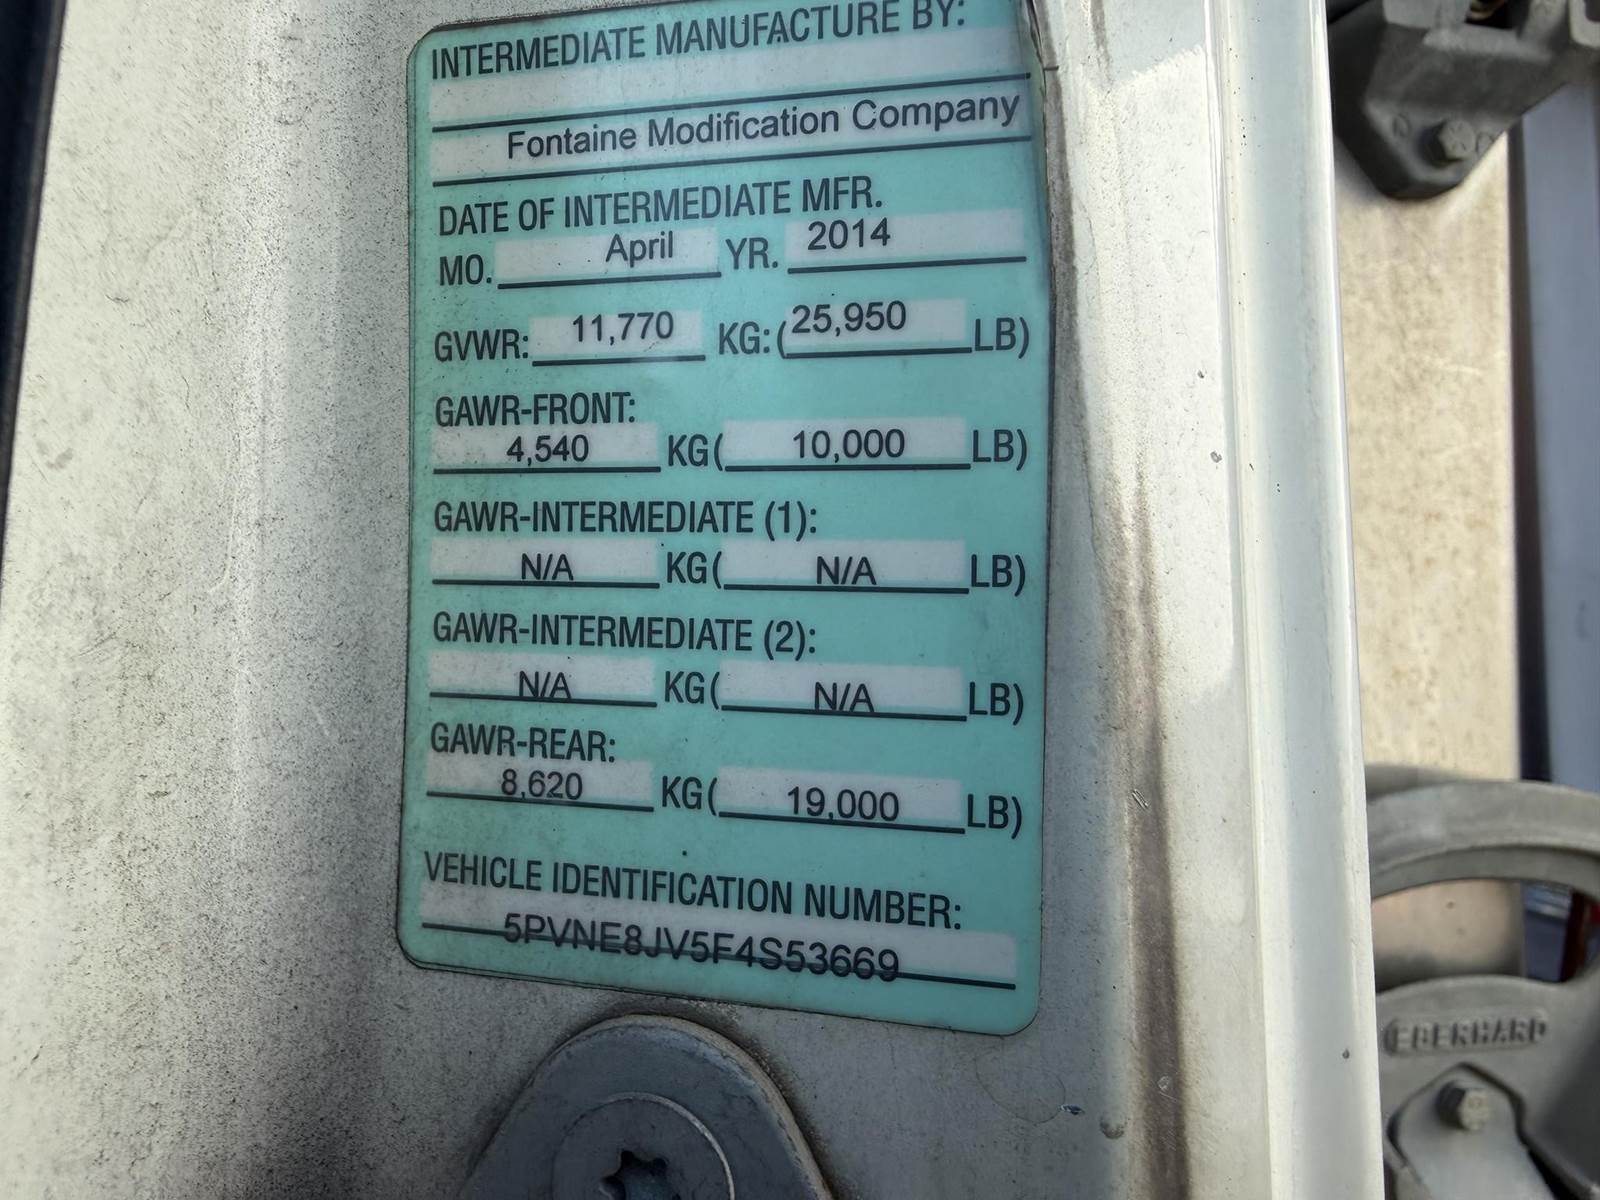 INTERMEDIATE MANUFACTURE BY:
Fontaine Modification Company
DATE OF INTERMEDIATE MFR.
MO. April YR. 2014
GVWR: 11,770 KG: (25,950 LB)
GAWR-FRONT:
4,540 KG ( 10,000 LB)
GAWR-INTERMEDIATE (1):
N/A KG ( N/A LB)
GAWR-INTERMEDIATE (2):
N/A KG ( N/A LB)
GAWR-REAR:
8,620 KG ( 19,000 LB)
VEHICLE IDENTIFICATION NUMBER:
5PVNE8JV5F4S53669
EBERHARD